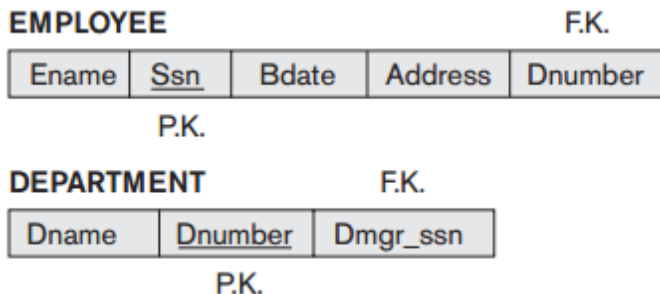 EMPLOYEE F.K.
Ename Ssn Bdate Address Dnumber
P.K.
DEPARTMENT F.K.
Dname Dnumber Dmgr_ssn
P.K.